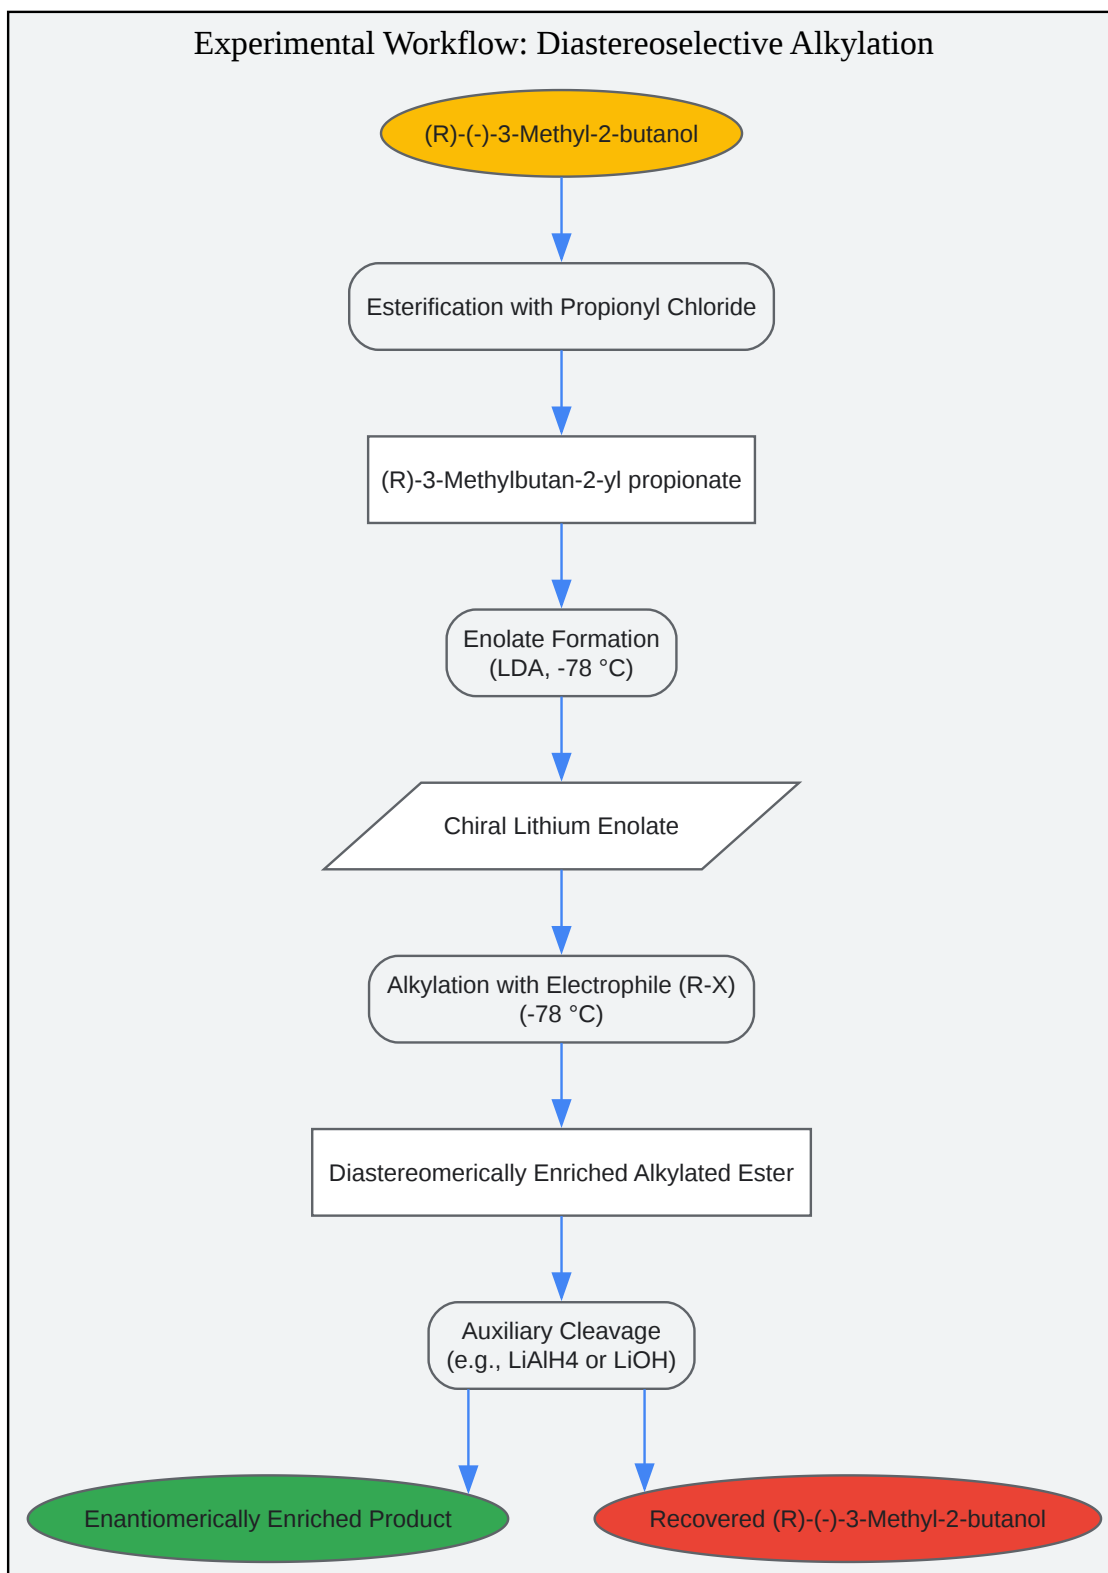 Experimental Workflow: Diastereoselective Alkylation
(R)-(-)-3-Methyl-2-butanol
Esterification with Propionyl Chloride
(R)-3-Methylbutan-2-yl propionate
Enolate Formation
(LDA, -78 °C)
Chiral Lithium Enolate
Alkylation with Electrophile (R-X)
(-78 °C)
Diastereomerically Enriched Alkylated Ester
Auxiliary Cleavage
(e.g., LiAlH4 or LiOH)
Enantiomerically Enriched Product
Recovered (R)-(-)-3-Methyl-2-butanol